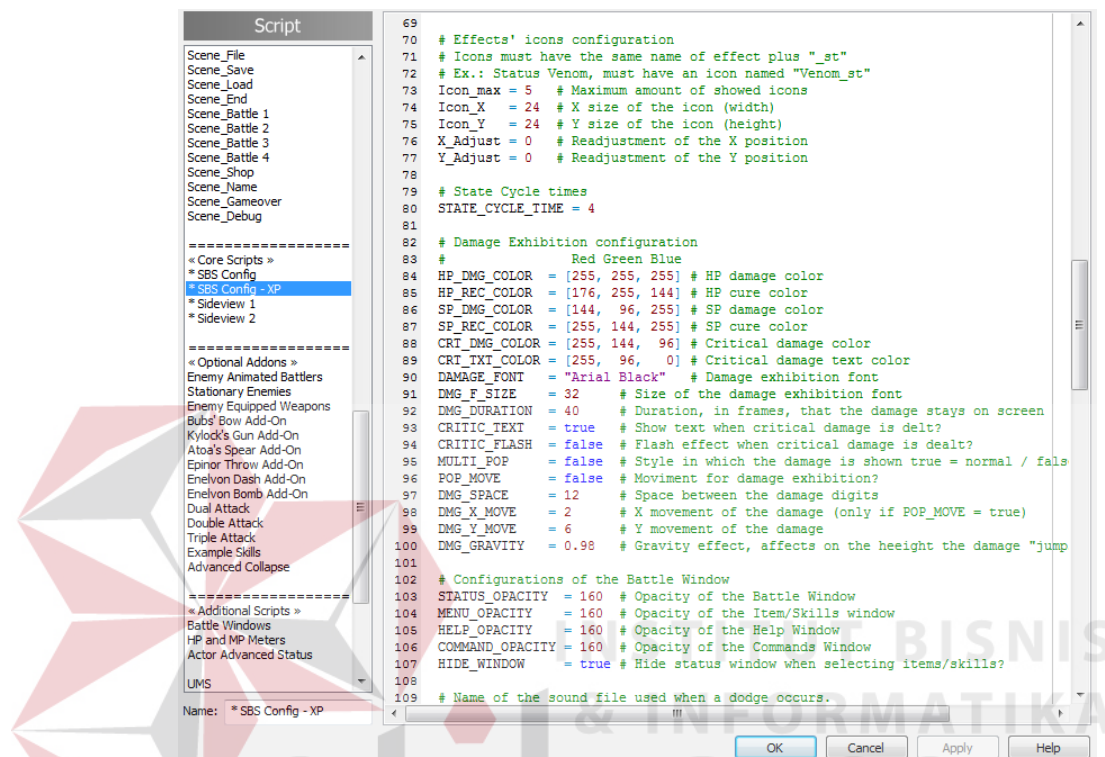 Script
Scene_File
Scene_Save
Scene_Load
Scene_End
Scene_Battle 1
Scene_Battle 2
Scene_Battle 3
Scene_Battle 4
Scene_Shop
Scene_Name
Scene_Gameover
Scene_Debug
==================
« Core Scripts »
* SBS Config
* SBS Config - XP
* Sideview 1
* Sideview 2
==================
« Optional Addons »
Enemy Animated Battlers
Stationary Enemies
Enemy Equipped Weapons
Bubs' Bow Add-On
Kylock's Gun Add-On
Atoa's Spear Add-On
Epinor Throw Add-On
Enelvon Dash Add-On
Enelvon Bomb Add-On
Dual Attack
Double Attack
Triple Attack
Example Skills
Advanced Collapse
==================
« Additional Scripts »
Battle Windows
HP and MP Meters
Actor Advanced Status
UMS
Name: * SBS Config - XP
69
70 # Effects' icons configuration
71 # Icons must have the same name of effect plus "_st"
72 # Ex.: Status Venom, must have an icon named "Venom_st"
73 Icon_max = 5 # Maximum amount of showed icons
74 Icon_X = 24 # X size of the icon (width)
75 Icon_Y = 24 # Y size of the icon (height)
76 X_Adjust = 0 # Readjustment of the X position
77 Y_Adjust = 0 # Readjustment of the Y position
78
79 # State Cycle times
80 STATE_CYCLE_TIME = 4
81
82 # Damage Exhibition configuration
83 # Red Green Blue
84 HP_DMG_COLOR = [255, 255, 255] # HP damage color
85 HP_REC_COLOR = [176, 255, 144] # HP cure color
86 SP_DMG_COLOR = [144, 96, 255] # SP damage color
87 SP_REC_COLOR = [255, 144, 255] # SP cure color
88 CRT_DMG_COLOR = [255, 144, 96] # Critical damage color
89 CRT_TXT_COLOR = [255, 96, 0] # Critical damage text color
90 DAMAGE_FONT = "Arial Black" # Damage exhibition font
91 DMG_F_SIZE = 32 # Size of the damage exhibition font
92 DMG_DURATION = 40 # Duration, in frames, that the damage stays on screen
93 CRITIC_TEXT = true # Show text when critical damage is delt?
94 CRITIC_FLASH = false # Flash effect when critical damage is dealt?
95 MULTI_POP = false # Style in which the damage is shown true = normal / fals
96 POP_MOVE = false # Moviment for damage exhibition?
97 DMG_SPACE = 12 # Space between the damage digits
98 DMG_X_MOVE = 2 # X movement of the damage (only if POP_MOVE = true)
99 DMG_Y_MOVE = 6 # Y movement of the damage
100 DMG_GRAVITY = 0.98 # Gravity effect, affects on the heeight the damage "jump
101
102 # Configurations of the Battle Window
103 STATUS_OPACITY = 160 # Opacity of the Battle Window
104 MENU_OPACITY = 160 # Opacity of the Item/Skills window
105 HELP_OPACITY = 160 # Opacity of the Help Window
106 COMMAND_OPACITY = 160 # Opacity of the Commands Window
107 HIDE_WINDOW = true # Hide status window when selecting items/skills?
108
109 # Name of the sound file used when a dodge occurs.
INSTITUT BISNIS
& INFORMATIKA
OK Cancel Apply Help